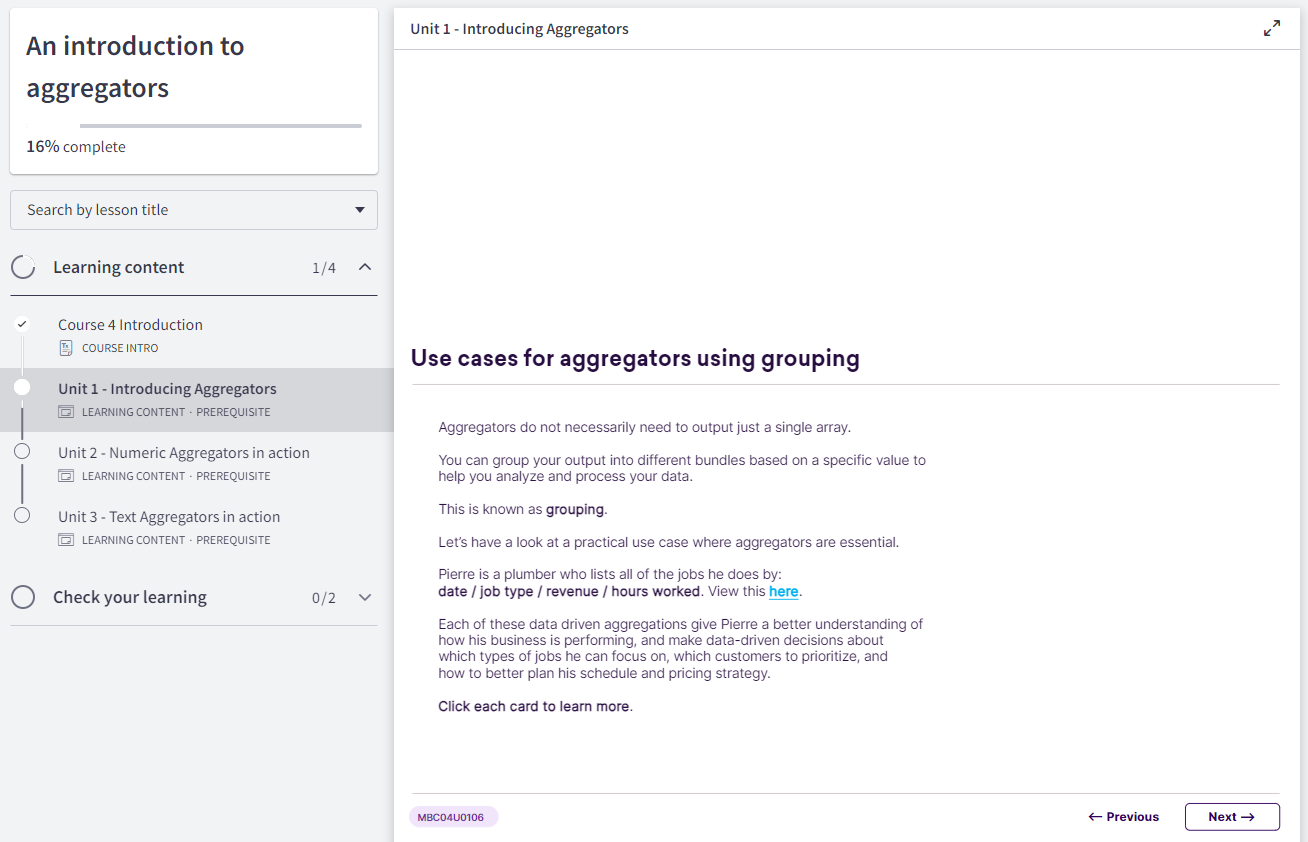 An introduction to
aggregators
16% complete
Search by lesson title
Learning content 1/4
Course 4 Introduction
COURSE INTRO
Unit 1 - Introducing Aggregators
LEARNING CONTENT · PREREQUISITE
Unit 2 - Numeric Aggregators in action
LEARNING CONTENT · PREREQUISITE
Unit 3 - Text Aggregators in action
LEARNING CONTENT · PREREQUISITE
Check your learning 0/2
Unit 1 - Introducing Aggregators
Use cases for aggregators using grouping
Aggregators do not necessarily need to output just a single array.
You can group your output into different bundles based on a specific value to
help you analyze and process your data.
This is known as grouping.
Let's have a look at a practical use case where aggregators are essential.
Pierre is a plumber who lists all of the jobs he does by:
date / job type / revenue / hours worked. View this here.
Each of these data driven aggregations give Pierre a better understanding of
how his business is performing, and make data-driven decisions about
which types of jobs he can focus on, which customers to prioritize, and
how to better plan his schedule and pricing strategy.
Click each card to learn more.
MBC04U0106
← Previous
Next →